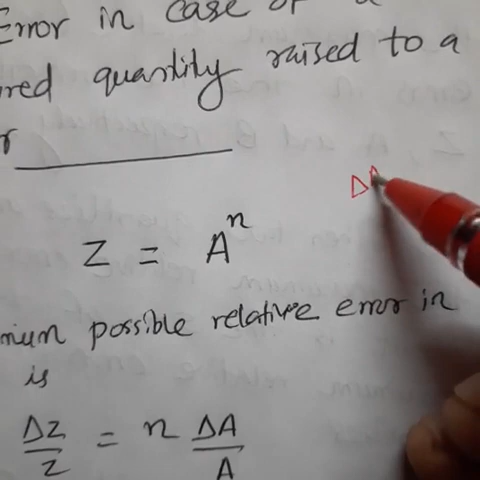 Error in case of a
red quantity raised to a
r
Z = A^n
mum possible relative error in
is
ΔZ/Z = n ΔA/A
Δ